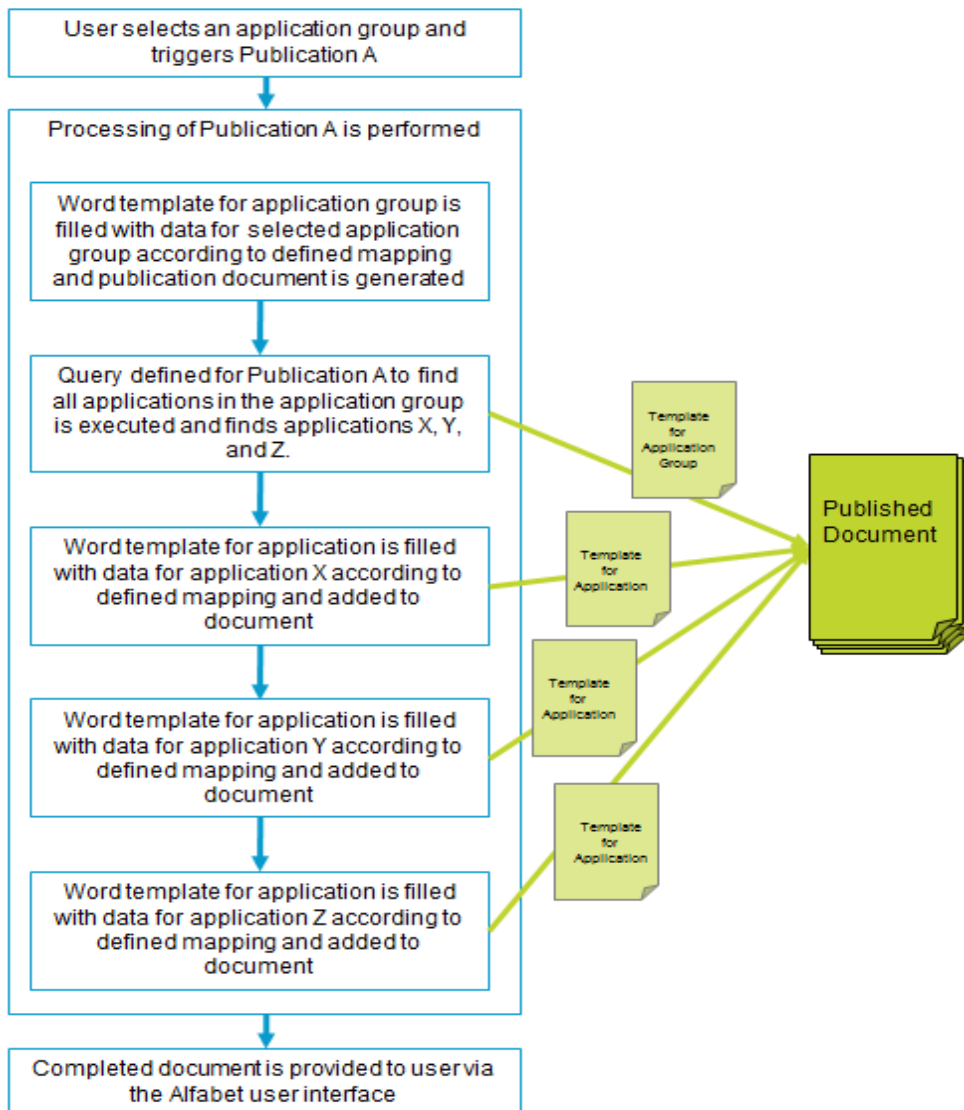 User selects an application group and
triggers Publication A
Processing of Publication A is performed
Word template for application group is
filled with data for selected application
group according to defined mapping
and publication document is generated
Query defined for Publication A to find
all applications in the application group
is executed and finds applications X, Y,
and Z.
Template
for
Application
Group
Published
Document
Word template for application is filled
with data for application X according to
defined mapping and added to
document
Template
for
Application
Word template for application is filled
with data for application Y according to
defined mapping and added to
document
Template
for
Application
Word template for application is filled
with data for application Z according to
defined mapping and added to
document
Template
for
Application
Completed document is provided to user via
the Alfabet user interface